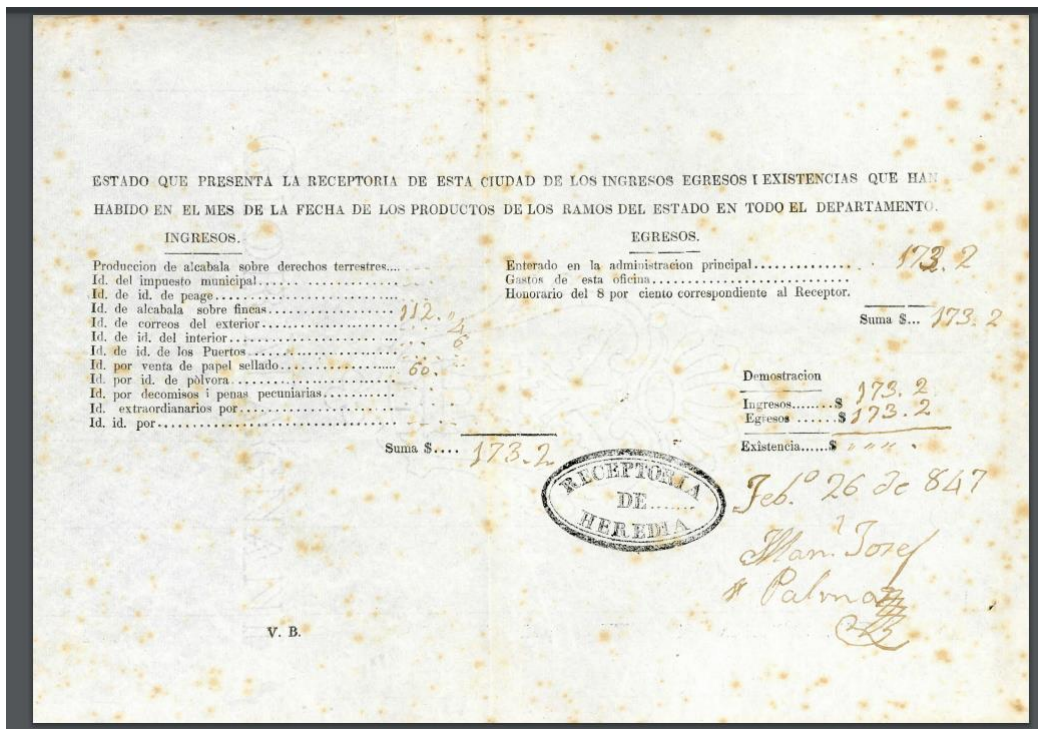 ESTADO QUE PRESENTA LA RECEPTORIA DE ESTA CIUDAD DE LOS INGRESOS EGRESOS I EXISTENCIAS QUE HAN
HABIDO EN EL MES DE LA FECHA DE LOS PRODUCTOS DE LOS RAMOS DEL ESTADO EN TODO EL DEPARTAMENTO.
INGRESOS.
Produccion de alcabala sobre derechos terrestres....
Id. del impuesto municipal
Id. de id. de peage
Id. de alcabala sobre fincas 112.
Id. de correos del exterior 4
Id. de id. del interior 6
Id. de id. de los Puertos
Id. por venta de papel sellado 60.
Id. por id. de pòlvora
Id. por decomisos i penas pecuniarias
Id. extraordianarios por
Id. id. por
Suma $.... 173.2
EGRESOS.
Enterado en la administracion principal 173.2
Gastos de esta oficina
Honorario del 8 por ciento correspondiente al Receptor.
Suma $... 173.2
Demostracion
Ingresos.......$ 173.2
Egresos ......$ 173.2
Existencia......$
RECEPTORIA
DE.......
HEREDIA
Feb.o 26 de 847
Man.l Josef
Palma
V. B.